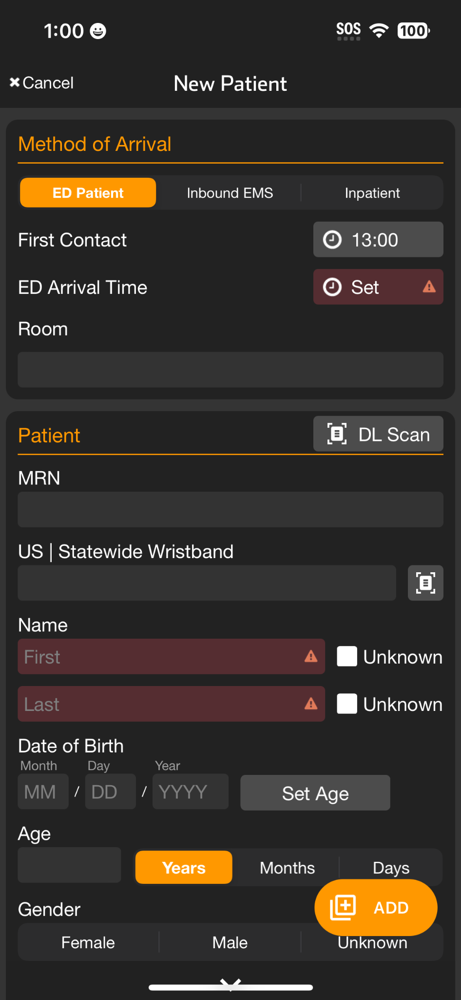 1:00 SOS 100
Cancel New Patient
Method of Arrival
ED Patient Inbound EMS Inpatient
First Contact 13:00
ED Arrival Time Set
Room
Patient DL Scan
MRN
US | Statewide Wristband
Name
First Unknown
Last Unknown
Date of Birth
Month Day Year
MM / DD / YYYY Set Age
Age
Years Months Days
ADD
Gender
Female Male Unknown